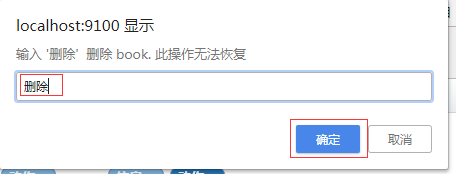 localhost:9100 显示
输入 '删除' 删除 book. 此操作无法恢复
删除
确定 取消